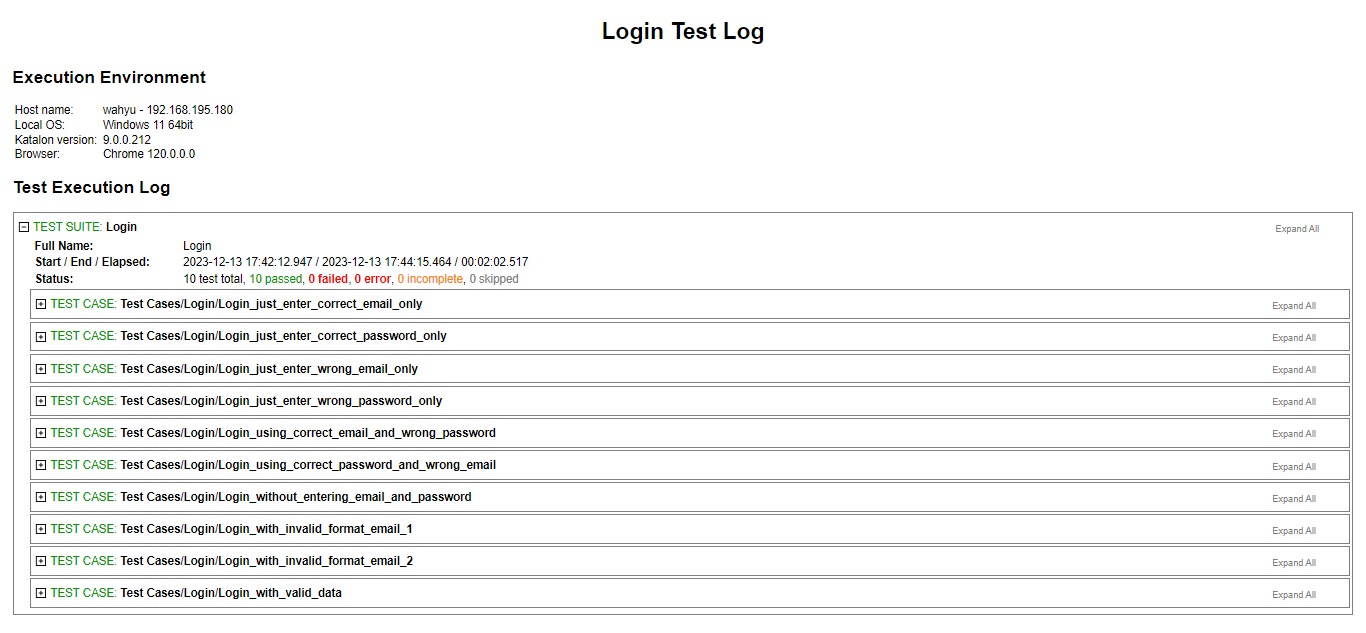 Login Test Log
Execution Environment
Host name: wahyu - 192.168.195.180
Local OS: Windows 11 64bit
Katalon version: 9.0.0.212
Browser: Chrome 120.0.0.0
Test Execution Log
TEST SUITE: Login Expand All
Full Name: Login
Start / End / Elapsed: 2023-12-13 17:42:12.947 / 2023-12-13 17:44:15.464 / 00:02:02.517
Status: 10 test total, 10 passed, 0 failed, 0 error, 0 incomplete, 0 skipped
TEST CASE: Test Cases/Login/Login_just_enter_correct_email_only Expand All
TEST CASE: Test Cases/Login/Login_just_enter_correct_password_only Expand All
TEST CASE: Test Cases/Login/Login_just_enter_wrong_email_only Expand All
TEST CASE: Test Cases/Login/Login_just_enter_wrong_password_only Expand All
TEST CASE: Test Cases/Login/Login_using_correct_email_and_wrong_password Expand All
TEST CASE: Test Cases/Login/Login_using_correct_password_and_wrong_email Expand All
TEST CASE: Test Cases/Login/Login_without_entering_email_and_password Expand All
TEST CASE: Test Cases/Login/Login_with_invalid_format_email_1 Expand All
TEST CASE: Test Cases/Login/Login_with_invalid_format_email_2 Expand All
TEST CASE: Test Cases/Login/Login_with_valid_data Expand All